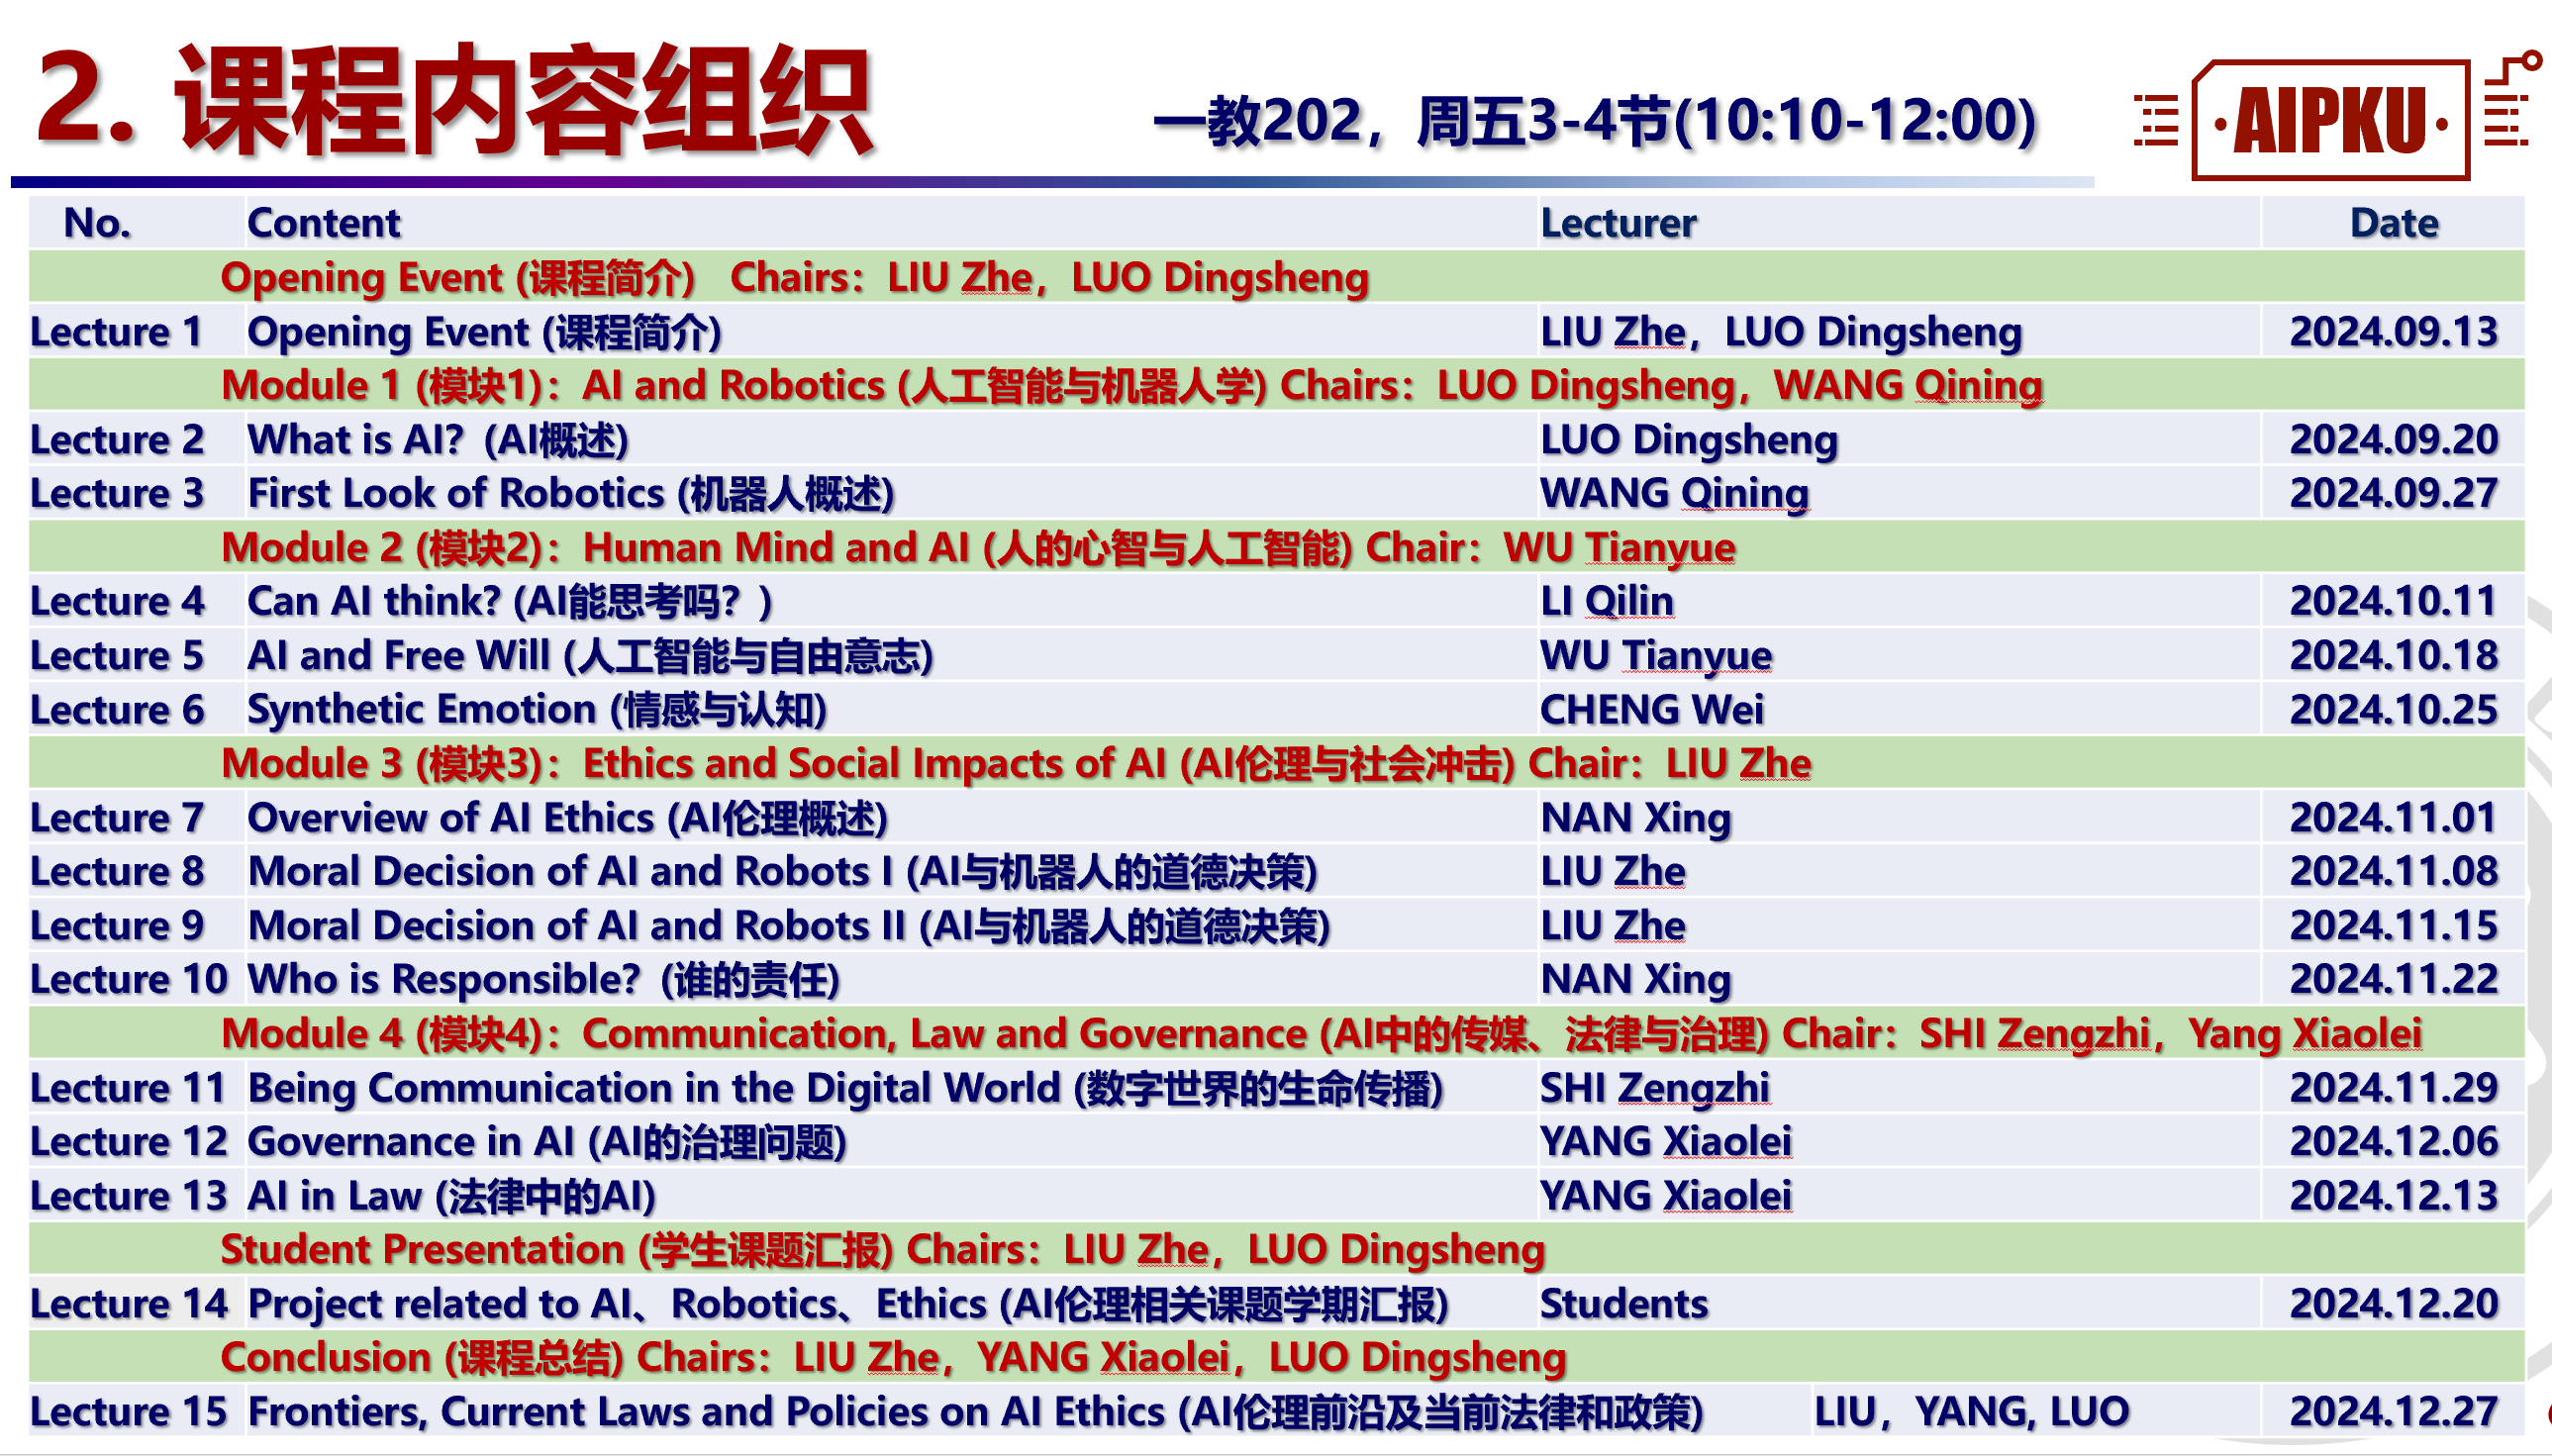 2. 课程内容组织
一教202，周五3-4节(10:10-12:00)
·AIPKU·
No. Content Lecturer Date
Opening Event (课程简介) Chairs：LIU Zhe，LUO Dingsheng
Lecture 1 Opening Event (课程简介) LIU Zhe，LUO Dingsheng 2024.09.13
Module 1 (模块1)：AI and Robotics (人工智能与机器人学) Chairs：LUO Dingsheng，WANG Qining
Lecture 2 What is AI？(AI概述) LUO Dingsheng 2024.09.20
Lecture 3 First Look of Robotics (机器人概述) WANG Qining 2024.09.27
Module 2 (模块2)：Human Mind and AI (人的心智与人工智能) Chair：WU Tianyue
Lecture 4 Can AI think? (AI能思考吗？) LI Qilin 2024.10.11
Lecture 5 AI and Free Will (人工智能与自由意志) WU Tianyue 2024.10.18
Lecture 6 Synthetic Emotion (情感与认知) CHENG Wei 2024.10.25
Module 3 (模块3)：Ethics and Social Impacts of AI (AI伦理与社会冲击) Chair：LIU Zhe
Lecture 7 Overview of AI Ethics (AI伦理概述) NAN Xing 2024.11.01
Lecture 8 Moral Decision of AI and Robots I (AI与机器人的道德决策) LIU Zhe 2024.11.08
Lecture 9 Moral Decision of AI and Robots II (AI与机器人的道德决策) LIU Zhe 2024.11.15
Lecture 10 Who is Responsible？(谁的责任) NAN Xing 2024.11.22
Module 4 (模块4)：Communication, Law and Governance (AI中的传媒、法律与治理) Chair：SHI Zengzhi，Yang Xiaolei
Lecture 11 Being Communication in the Digital World (数字世界的生命传播) SHI Zengzhi 2024.11.29
Lecture 12 Governance in AI (AI的治理问题) YANG Xiaolei 2024.12.06
Lecture 13 AI in Law (法律中的AI) YANG Xiaolei 2024.12.13
Student Presentation (学生课题汇报) Chairs：LIU Zhe，LUO Dingsheng
Lecture 14 Project related to AI、Robotics、Ethics (AI伦理相关课题学期汇报) Students 2024.12.20
Conclusion (课程总结) Chairs：LIU Zhe，YANG Xiaolei，LUO Dingsheng
Lecture 15 Frontiers, Current Laws and Policies on AI Ethics (AI伦理前沿及当前法律和政策) LIU，YANG, LUO 2024.12.27